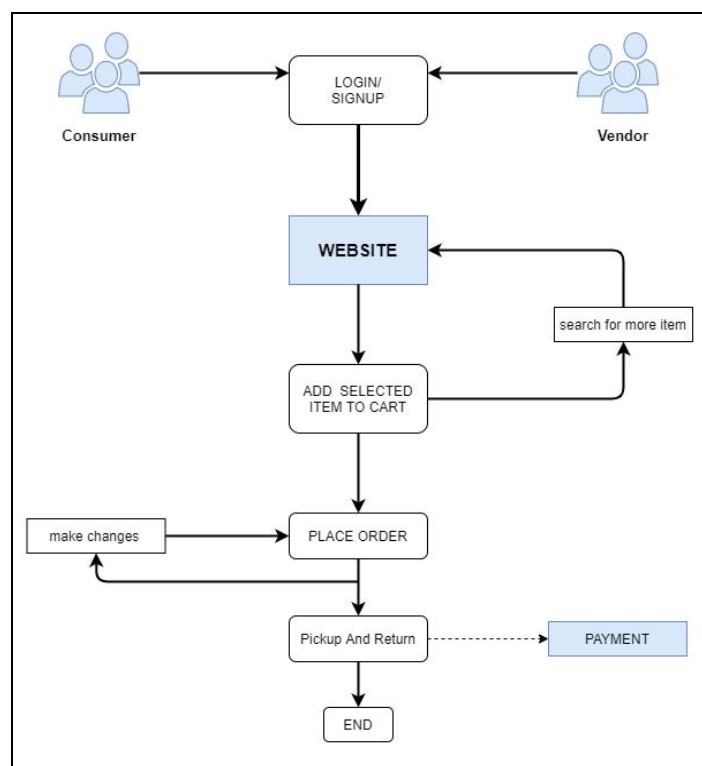 LOGIN/
SIGNUP
Consumer
Vendor
WEBSITE
search for more item
ADD SELECTED
ITEM TO CART
make changes
PLACE ORDER
Pickup And Return
PAYMENT
END